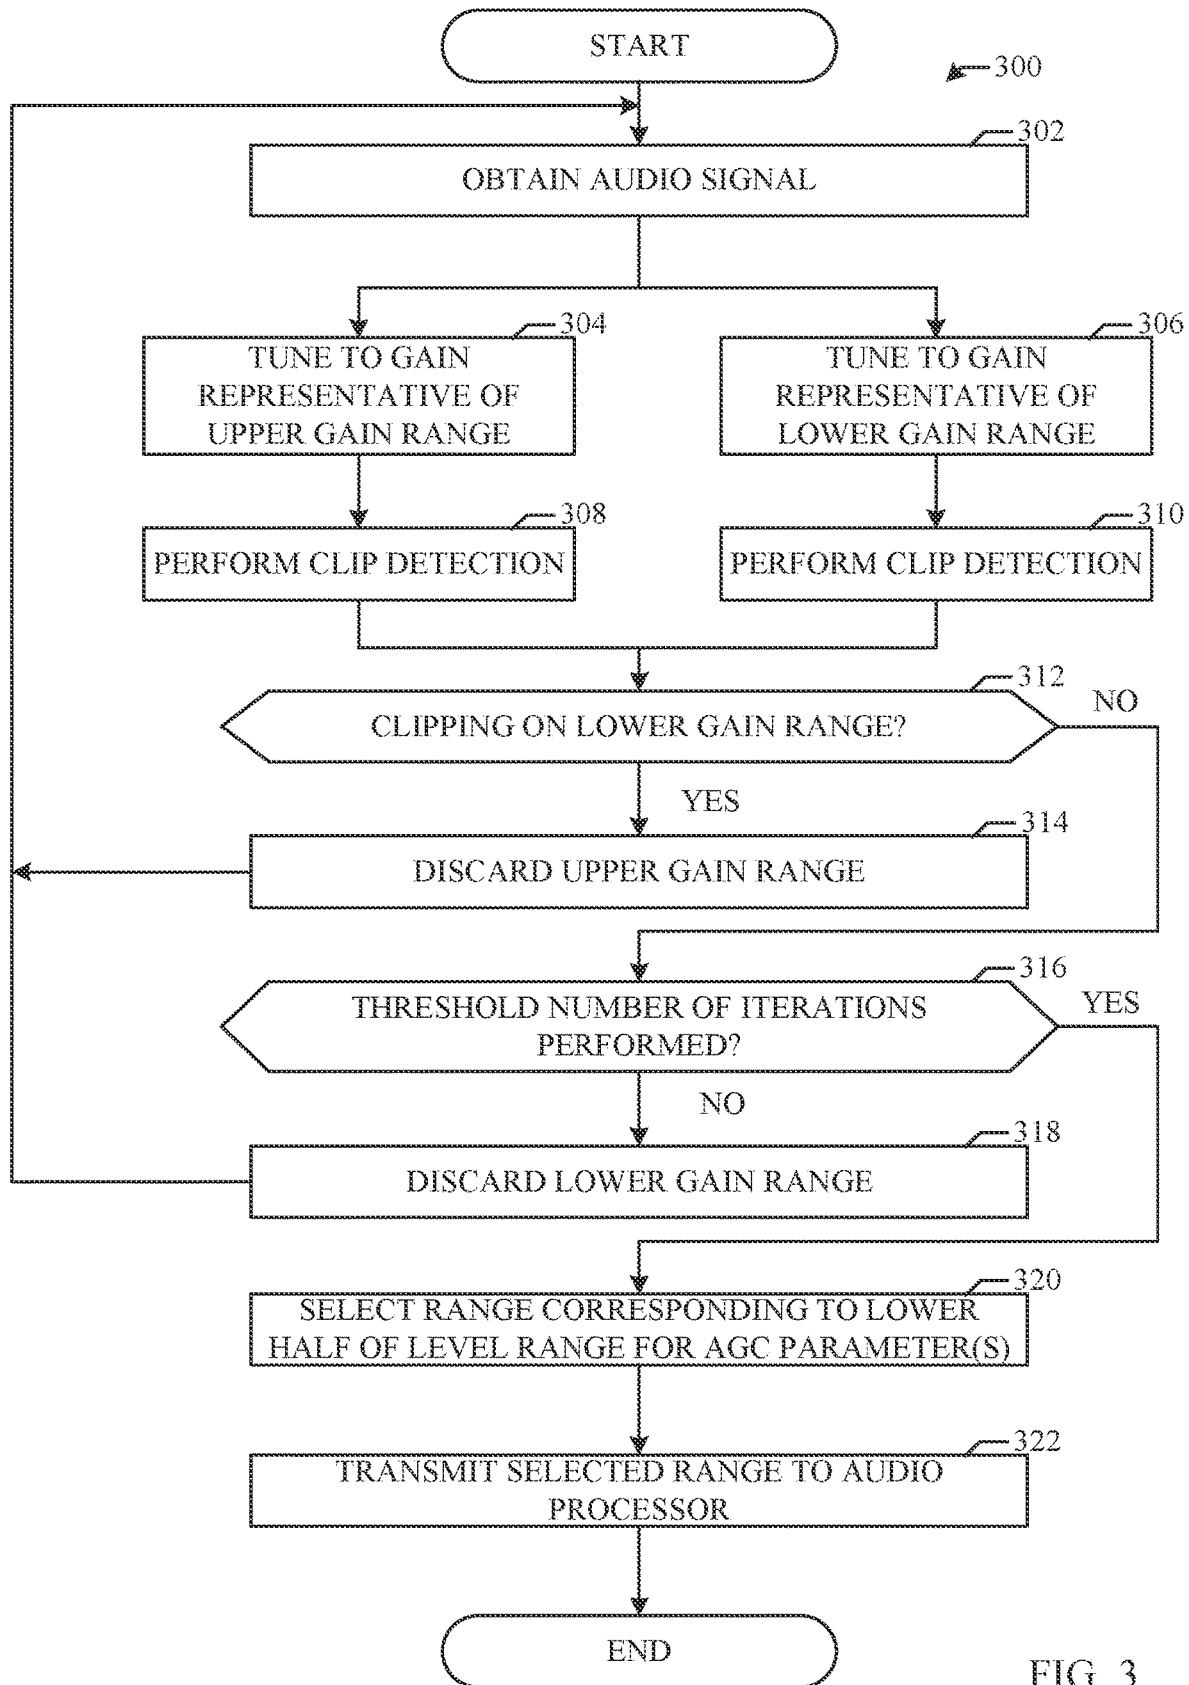 START
300
302
OBTAIN AUDIO SIGNAL
304
TUNE TO GAIN
REPRESENTATIVE OF
UPPER GAIN RANGE
306
TUNE TO GAIN
REPRESENTATIVE OF
LOWER GAIN RANGE
308
PERFORM CLIP DETECTION
310
PERFORM CLIP DETECTION
312
CLIPPING ON LOWER GAIN RANGE?
NO
YES
314
DISCARD UPPER GAIN RANGE
316
THRESHOLD NUMBER OF ITERATIONS
PERFORMED?
YES
NO
318
DISCARD LOWER GAIN RANGE
320
SELECT RANGE CORRESPONDING TO LOWER
HALF OF LEVEL RANGE FOR AGC PARAMETER(S)
322
TRANSMIT SELECTED RANGE TO AUDIO
PROCESSOR
END
FIG. 3